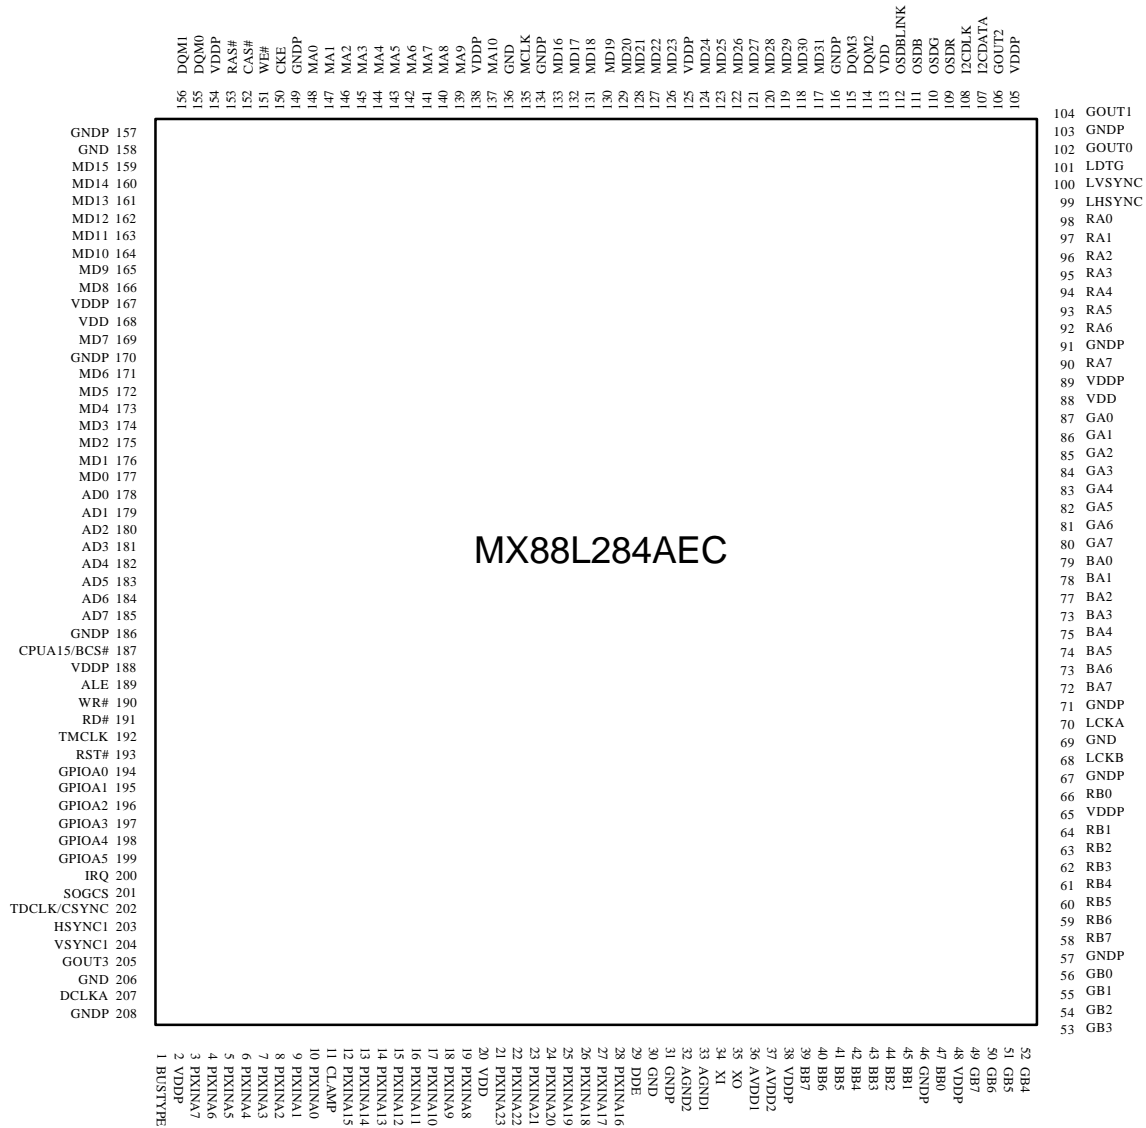 156 DQM1
155 DQM0
154 VDDP
153 RAS#
152 CAS#
151 WE#
150 CKE
149 GNDP
148 MA0
147 MA1
146 MA2
145 MA3
144 MA4
143 MA5
142 MA6
141 MA7
140 MA8
139 MA9
138 VDDP
137 MA10
136 GND
135 MCLK
134 GNDP
133 MD16
132 MD17
131 MD18
130 MD19
129 MD20
128 MD21
127 MD22
126 MD23
125 VDDP
124 MD24
123 MD25
122 MD26
121 MD27
120 MD28
119 MD29
118 MD30
117 MD31
116 GNDP
115 DQM3
114 DQM2
113 VDD
112 OSDBLINK
111 OSDB
110 OSDG
109 OSDR
108 I2CDLK
107 I2CDATA
106 GOUT2
105 VDDP
GNDP 157
GND 158
MD15 159
MD14 160
MD13 161
MD12 162
MD11 163
MD10 164
MD9 165
MD8 166
VDDP 167
VDD 168
MD7 169
GNDP 170
MD6 171
MD5 172
MD4 173
MD3 174
MD2 175
MD1 176
MD0 177
AD0 178
AD1 179
AD2 180
AD3 181
AD4 182
AD5 183
AD6 184
AD7 185
GNDP 186
CPUA15/BCS# 187
VDDP 188
ALE 189
WR# 190
RD# 191
TMCLK 192
RST# 193
GPIOA0 194
GPIOA1 195
GPIOA2 196
GPIOA3 197
GPIOA4 198
GPIOA5 199
IRQ 200
SOGCS 201
TDCLK/CSYNC 202
HSYNC1 203
VSYNC1 204
GOUT3 205
GND 206
DCLKA 207
GNDP 208
MX88L284AEC
104 GOUT1
103 GNDP
102 GOUT0
101 LDTG
100 LVSYNC
99 LHSYNC
98 RA0
97 RA1
96 RA2
95 RA3
94 RA4
93 RA5
92 RA6
91 GNDP
90 RA7
89 VDDP
88 VDD
87 GA0
86 GA1
85 GA2
84 GA3
83 GA4
82 GA5
81 GA6
80 GA7
79 BA0
78 BA1
77 BA2
73 BA3
75 BA4
74 BA5
73 BA6
72 BA7
71 GNDP
70 LCKA
69 GND
68 LCKB
67 GNDP
66 RB0
65 VDDP
64 RB1
63 RB2
62 RB3
61 RB4
60 RB5
59 RB6
58 RB7
57 GNDP
56 GB0
55 GB1
54 GB2
53 GB3
1 BUSTYPE
2 VDDP
3 PIXINA7
4 PIXINA6
5 PIXINA5
6 PIXINA4
7 PIXINA3
8 PIXINA2
9 PIXINA1
10 PIXINA0
11 CLAMP
12 PIXINA15
13 PIXINA14
14 PIXINA13
15 PIXINA12
16 PIXINA11
17 PIXINA10
18 PIXINA9
19 PIXINA8
20 VDD
21 PIXINA23
22 PIXINA22
23 PIXINA21
24 PIXINA20
25 PIXINA19
26 PIXINA18
27 PIXINA17
28 PIXINA16
29 DDE
30 GND
31 GNDP
32 AGND2
33 AGND1
34 XI
35 XO
36 AVDD1
37 AVDD2
38 VDDP
39 BB7
40 BB6
41 BB5
42 BB4
43 BB3
44 BB2
45 BB1
46 GNDP
47 BB0
48 VDDP
49 GB7
50 GB6
51 GB5
52 GB4